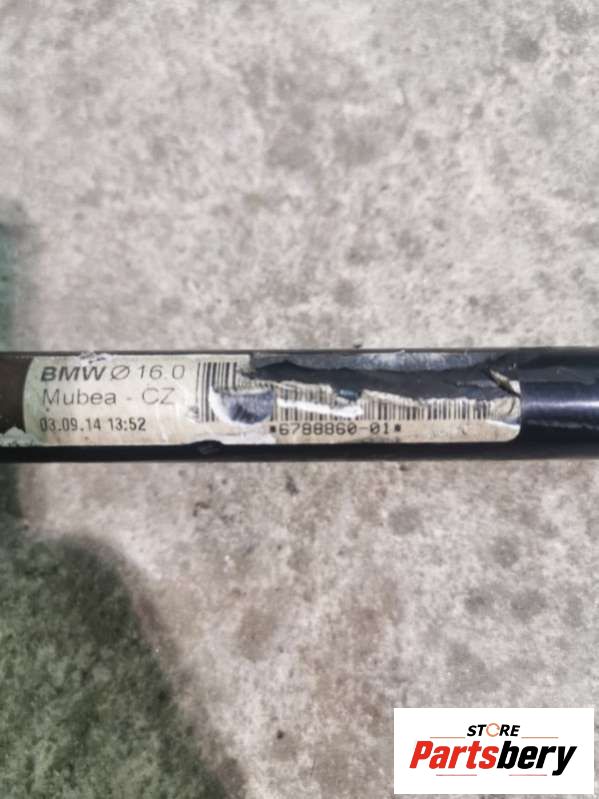 BMW Ø 16.0
Mubea - CZ
03.09.14 13:52
*6788860-01*
STORE
Partsbery